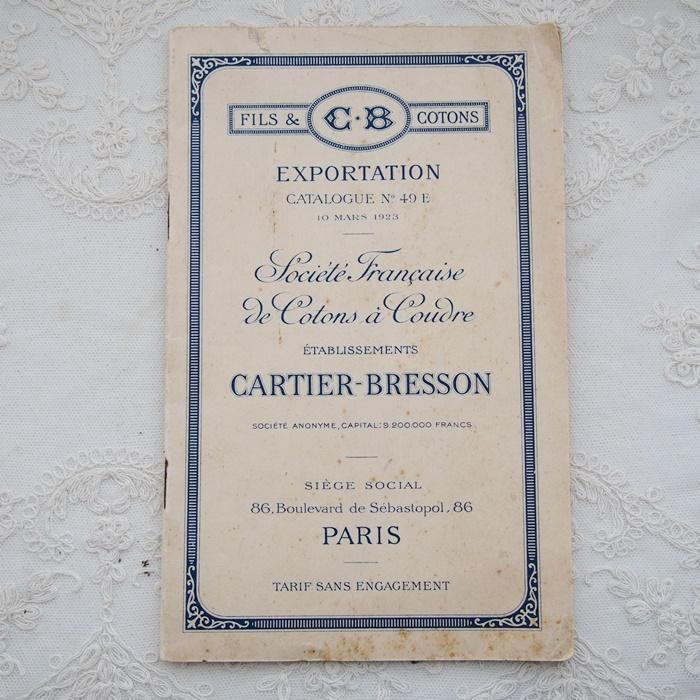 FILS & C·B COTONS
EXPORTATION
CATALOGUE Nº 49 E
10 MARS 1923
Société Française
de Cotons à Coudre
ÉTABLISSEMENTS
CARTIER-BRESSON
SOCIÉTÉ ANONYME, CAPITAL: 9.200.000 FRANCS
SIÈGE SOCIAL
86, Boulevard de Sébastopol, 86
PARIS
TARIF SANS ENGAGEMENT